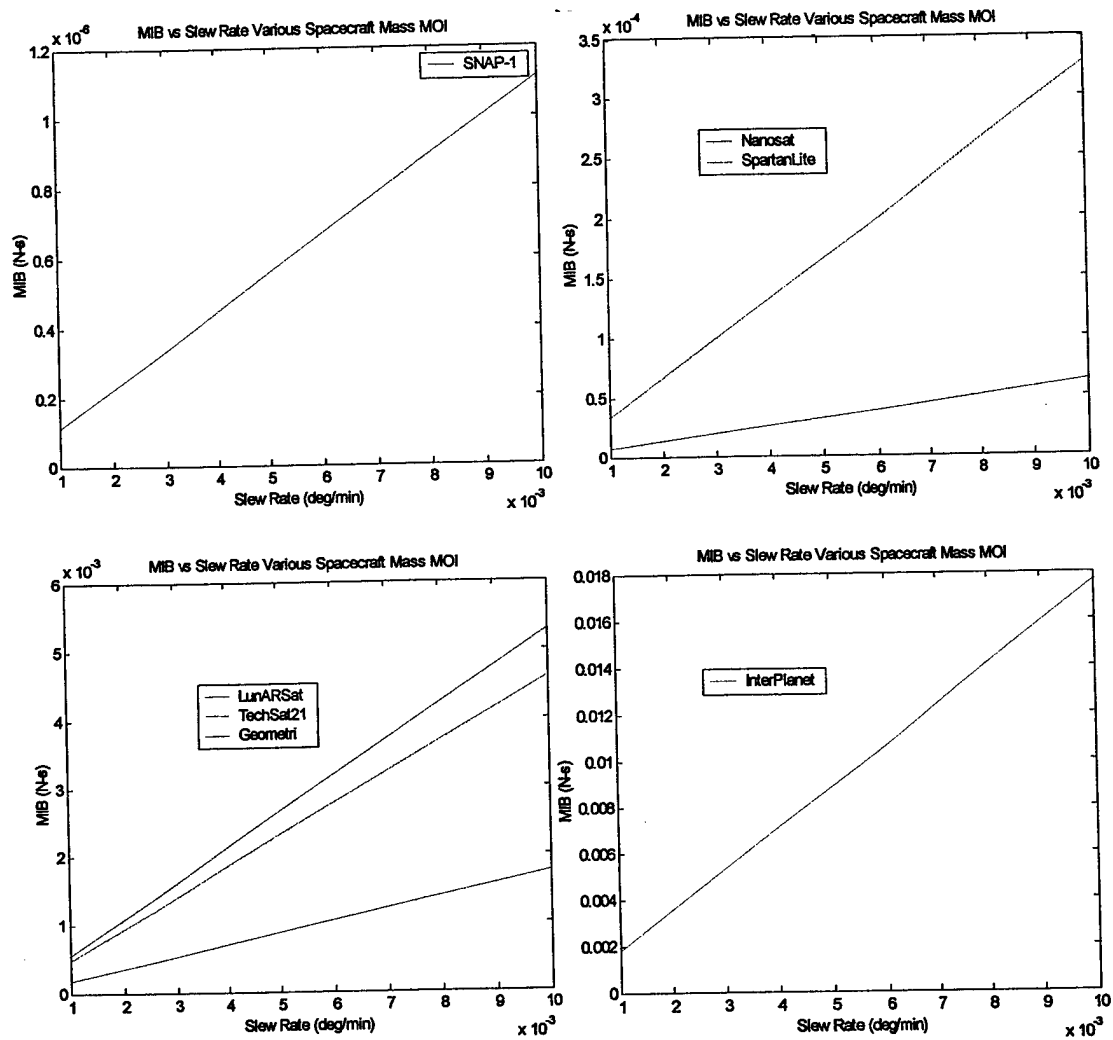 MIB vs Slew Rate Various Spacecraft Mass MOI
x 10⁻⁶
1.2
1
0.8
0.6
0.4
0.2
0
MIB (N-s)
SNAP-1
1 2 3 4 5 6 7 8 9 10
Slew Rate (deg/min)
x 10⁻³
MIB vs Slew Rate Various Spacecraft Mass MOI
x 10⁻⁴
3.5
3
2.5
2
1.5
1
0.5
0
MIB (N-s)
Nanosat
SpartanLite
1 2 3 4 5 6 7 8 9 10
Slew Rate (deg/min)
x 10⁻³
MIB vs Slew Rate Various Spacecraft Mass MOI
x 10⁻³
6
5
4
3
2
1
0
MIB (N-s)
LunARSat
TechSat21
Geometri
1 2 3 4 5 6 7 8 9 10
Slew Rate (deg/min)
x 10⁻³
MIB vs Slew Rate Various Spacecraft Mass MOI
0.018
0.016
0.014
0.012
0.010
0.008
0.006
0.004
0.002
0
MIB (N-s)
InterPlanet
1 2 3 4 5 6 7 8 9 10
Slew Rate (deg/min)
x 10⁻³